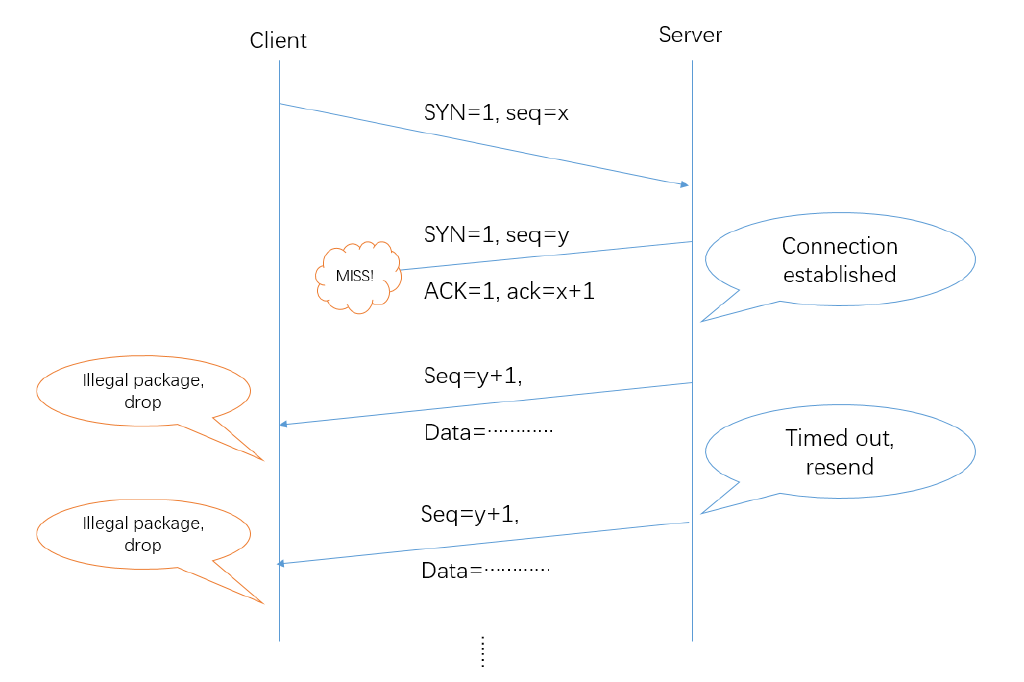 Client
Server
SYN=1, seq=x
SYN=1, seq=y
MISS!
ACK=1, ack=x+1
Connection
established
Seq=y+1,
Data=············
Illegal package,
drop
Timed out,
resend
Seq=y+1,
Data=············
Illegal package,
drop